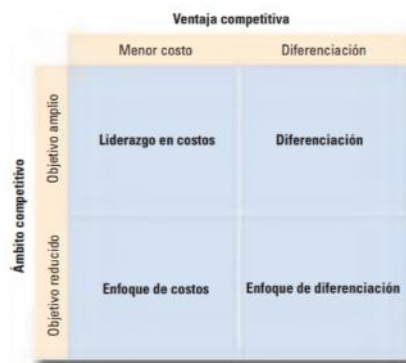 Ventaja competitiva
Menor costo
Diferenciación
Ámbito competitivo
Objetivo amplio
Liderazgo en costos
Diferenciación
Objetivo reducido
Enfoque de costos
Enfoque de diferenciación